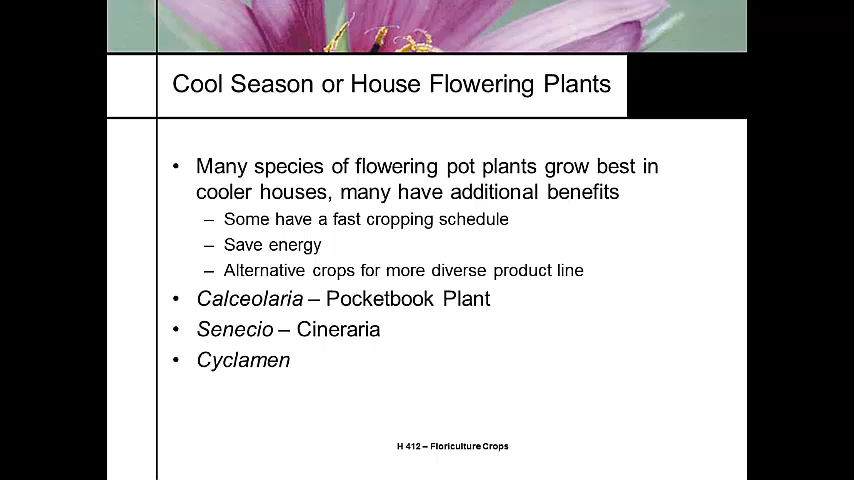 Cool Season or House Flowering Plants
• Many species of flowering pot plants grow best in
cooler houses, many have additional benefits
– Some have a fast cropping schedule
– Save energy
– Alternative crops for more diverse product line
• Calceolaria – Pocketbook Plant
• Senecio – Cineraria
• Cyclamen
H 412 – Floriculture Crops